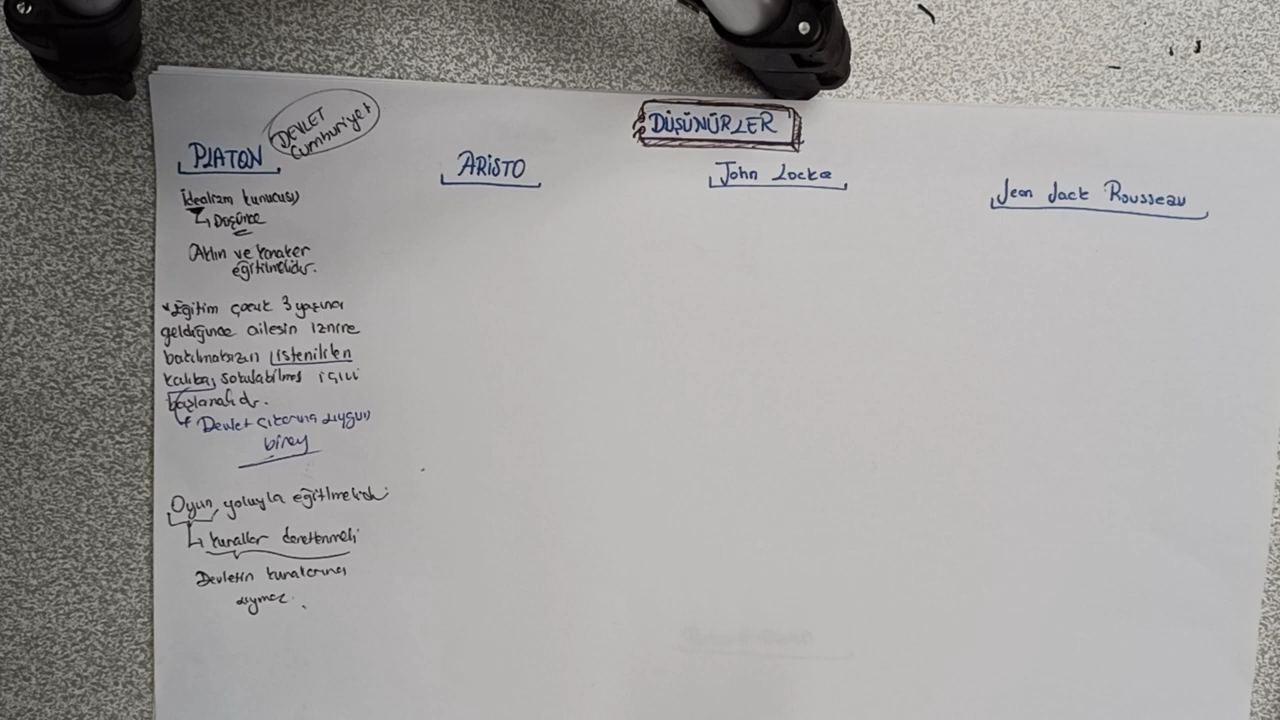 DÜŞÜNÜRLER
PLATON
DEVLET
Cumhuriyet
ARİSTO
John Locke
Jean Jack Rousseau
İdealizm kurucusu
Düşünce
Aklın ve
eğitilmelidir.
Eğitim çocuk 3 yaşına
geldiğinde ailesin iznine
bakılmaksızın istenilen
kalıba sokulabilmesi için
başlanalıdır.
Devlet çıkarına uygun
birey
Oyun yoluyla eğitilmelidir
kurallar denetlenmeli
Devletin kurallarına
uymaz.